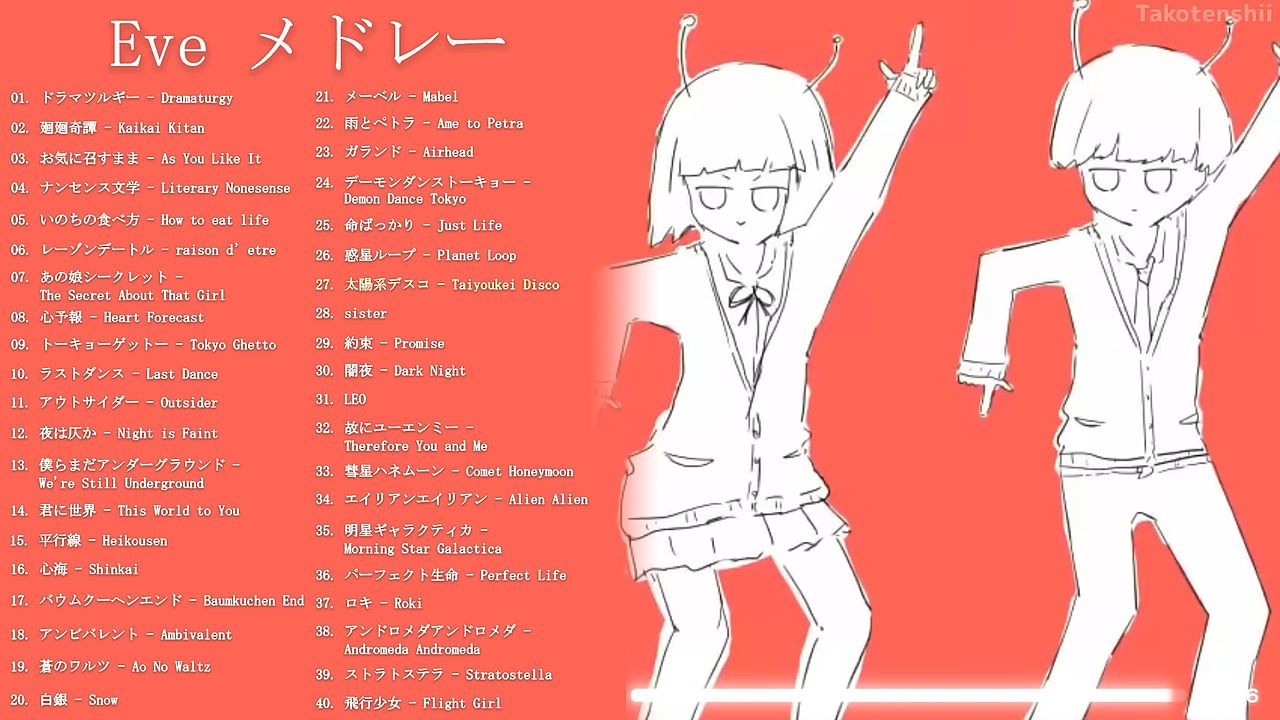 Eve メドレー
01. ドラマツルギー - Dramaturgy
02. 廻廻奇譚 - Kaikai Kitan
03. お気に召すまま - As You Like It
04. ナンセンス文学 - Literary Nonesense
05. いのちの食べ方 - How to eat life
06. レーゾンデートル - raison d' etre
07. あの娘シークレット -
The Secret About That Girl
08. 心予報 - Heart Forecast
09. トーキョーゲットー - Tokyo Ghetto
10. ラストダンス - Last Dance
11. アウトサイダー - Outsider
12. 夜は仄か - Night is Faint
13. 僕らまだアンダーグラウンド -
We're Still Underground
14. 君に世界 - This World to You
15. 平行線 - Heikousen
16. 心海 - Shinkai
17. バウムクーヘンエンド - Baumkuchen End
18. アンビバレント - Ambivalent
19. 蒼のワルツ - Ao No Waltz
20. 白銀 - Snow
21. メーベル - Mabel
22. 雨とペトラ - Ame to Petra
23. ガランド - Airhead
24. デーモンダンストーキョー -
Demon Dance Tokyo
25. 命ばっかり - Just Life
26. 惑星ループ - Planet Loop
27. 太陽系デスコ - Taiyoukei Disco
28. sister
29. 約束 - Promise
30. 闇夜 - Dark Night
31. LEO
32. 故にユーエンミー -
Therefore You and Me
33. 彗星ハネムーン - Comet Honeymoon
34. エイリアンエイリアン - Alien Alien
35. 明星ギャラクティカ -
Morning Star Galactica
36. パーフェクト生命 - Perfect Life
37. ロキ - Roki
38. アンドロメダアンドロメダ -
Andromeda Andromeda
39. ストラトステラ - Stratostella
40. 飛行少女 - Flight Girl
Takotenshii
6